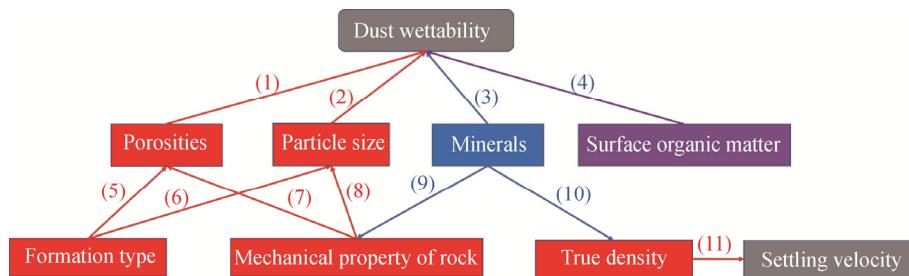 Dust wettability
(1)
(2)
(3)
(4)
Porosities
Particle size
Minerals
Surface organic matter
(5)
(6)
(7)
(8)
(9)
(10)
Formation type
Mechanical property of rock
True density
(11)
Settling velocity